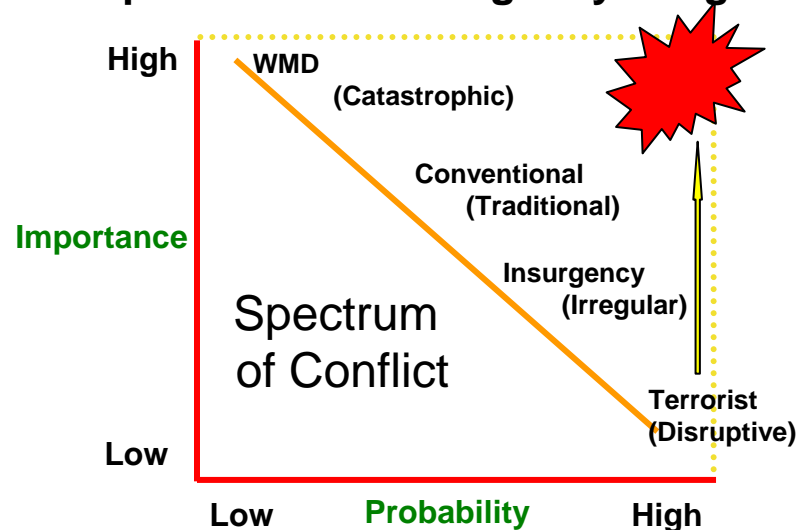 High
WMD
(Catastrophic)
Conventional
(Traditional)
Importance
Insurgency
(Irregular)
Spectrum
of Conflict
Terrorist
(Disruptive)
Low
Low Probability High